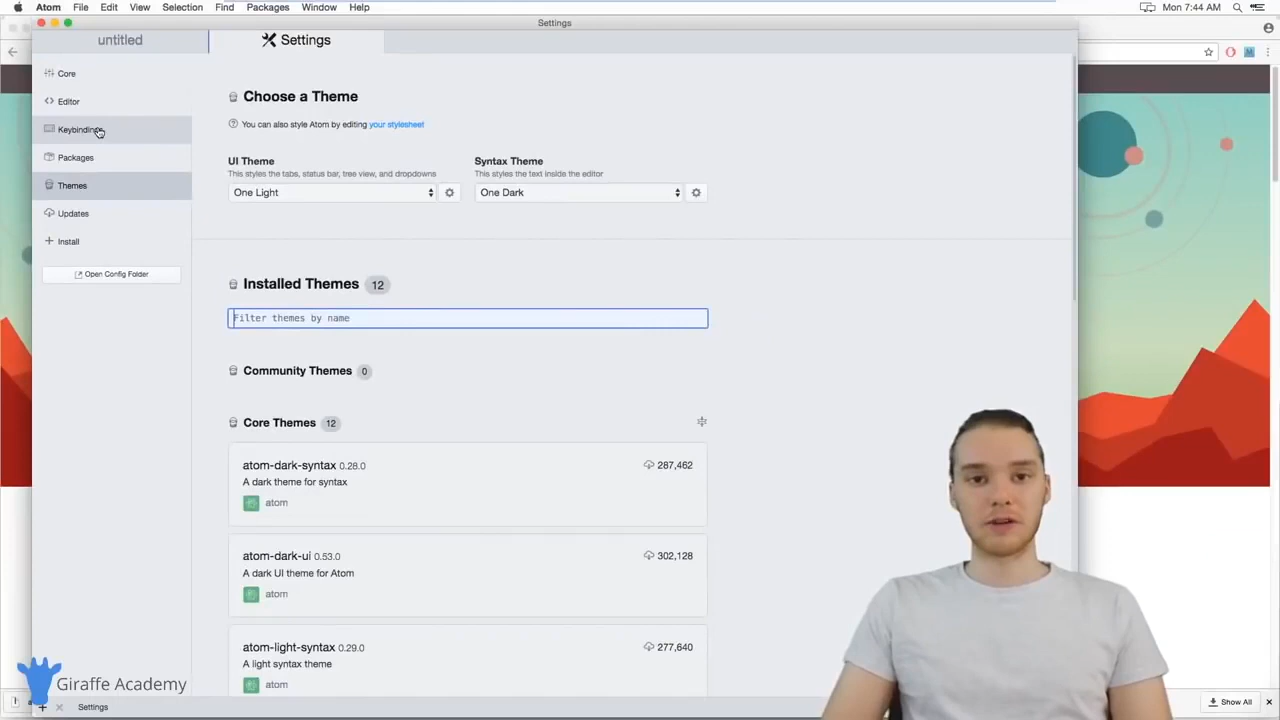 Atom File Edit View Selection Find Packages Window Help
Mon 7:44 AM
Settings
untitled
Settings
Core
Editor
Keybindings
Packages
Themes
Updates
Install
Open Config Folder
Choose a Theme
You can also style Atom by editing your stylesheet
UI Theme
This styles the tabs, status bar, tree view, and dropdowns
One Light
Syntax Theme
This styles the text inside the editor
One Dark
Installed Themes 12
Filter themes by name
Community Themes 0
Core Themes 12
atom-dark-syntax 0.28.0
287,462
A dark theme for syntax
atom
atom-dark-ui 0.53.0
302,128
A dark UI theme for Atom
atom
atom-light-syntax 0.29.0
277,640
A light syntax theme
atom
Giraffe Academy
Settings
Show All